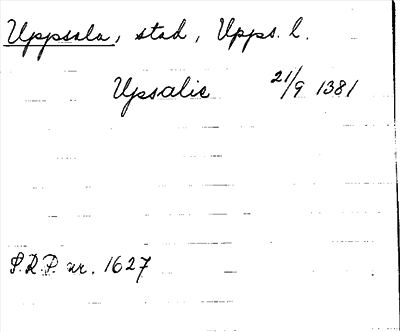 Uppsala, stad, Upps. l.
Upsalie 21/9 1381
S.R.P. nr. 1627